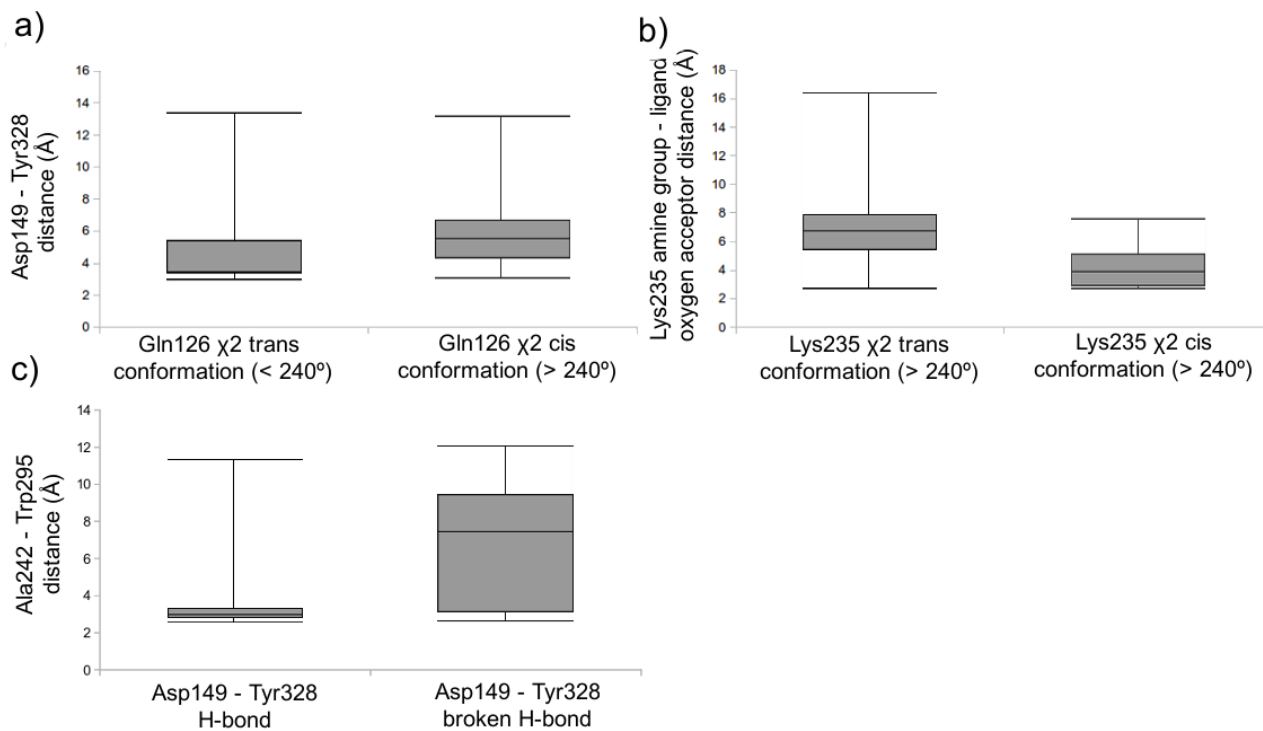 a)
Asp149 - Tyr328
distance (Å)
16
14
12
10
8
6
4
2
0
Gln126 χ2 trans
conformation (< 240º)
Gln126 χ2 cis
conformation (> 240º)
b)
Lys235 amine group - ligand
oxygen acceptor distance (Å)
18
16
14
12
10
8
6
4
2
0
Lys235 χ2 trans
conformation (> 240º)
Lys235 χ2 cis
conformation (> 240º)
c)
Ala242 - Trp295
distance (Å)
14
12
10
8
6
4
2
0
Asp149 - Tyr328
H-bond
Asp149 - Tyr328
broken H-bond